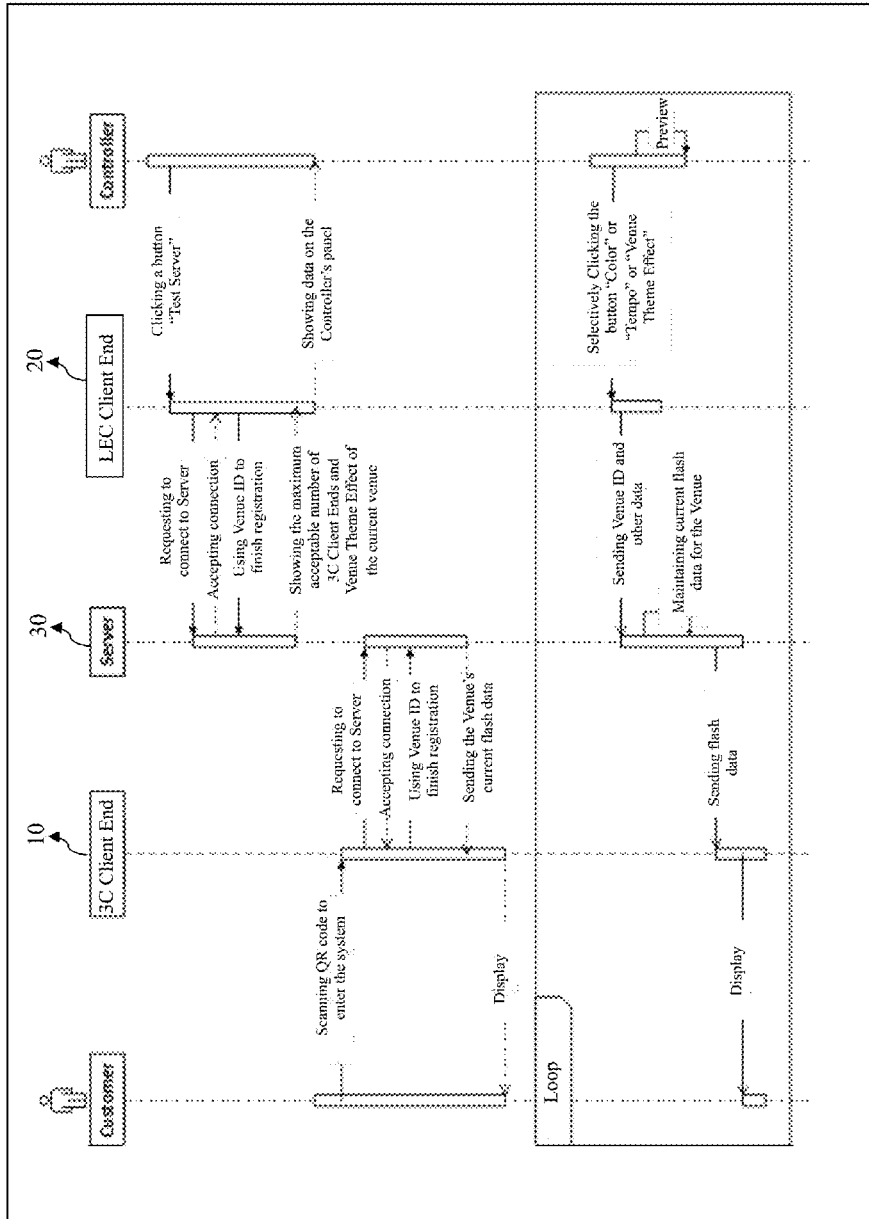 Customer
10
3C Client End
30
Server
20
LEC Client End
Controller
Clicking a button
“Test Server”
Requesting to
connect to Server
Accepting connection
Using Venue ID to
finish registration
Showing the maximum
acceptable number of
3C Client Ends and
Venue Theme Effect of
the current venue
Showing data on the
Controller's panel
Scanning QR code to
enter the system
Requesting to
connect to Server
Accepting connection
Using Venue ID to
finish registration
Sending the Venue's
current flash data
Display
Loop
Selectively Clicking the
button “Color” or
“Tempo” or “Venue
Theme Effect”
Preview
Sending Venue ID and
other data
Maintaining current flash
data for the Venue
Sending flash
data
Display